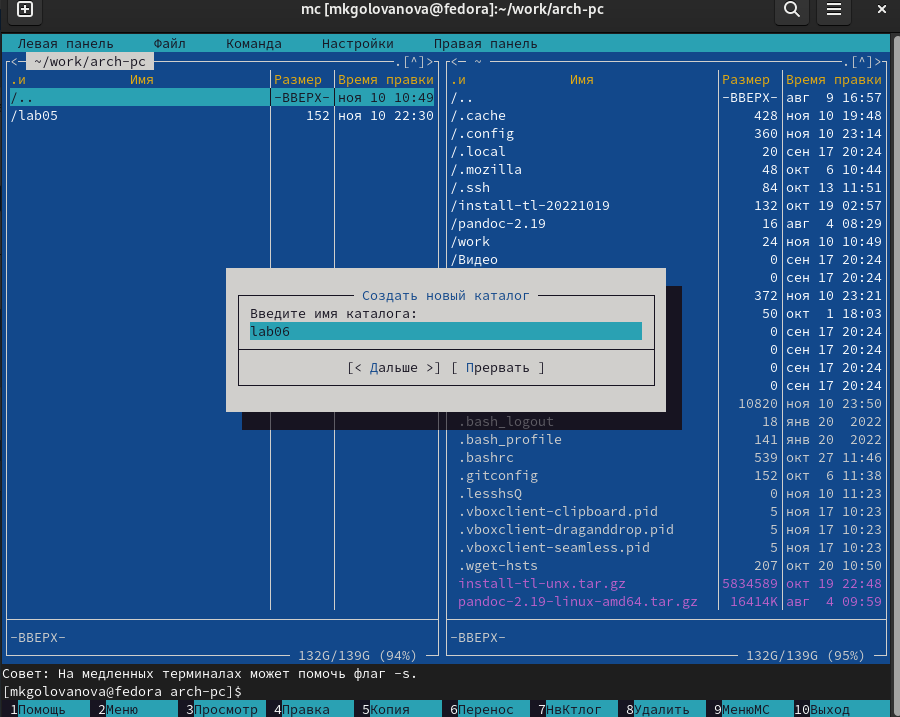 mc [mkgolovanova@fedora]:~/work/arch-pc
Левая панель Файл Команда Настройки Правая панель
<─ ~/work/arch-pc .[^]>
.и Имя Размер Время правки
/.. -ВВЕРХ- ноя 10 10:49
/lab05 152 ноя 10 22:30
-ВВЕРХ-
132G/139G (94%)
<─ ~ .[^]>
.и Имя Размер Время правки
/.. -ВВЕРХ- авг 9 16:57
/.cache 428 ноя 10 19:48
/.config 360 ноя 10 23:14
/.local 20 сен 17 20:24
/.mozilla 48 окт 6 10:44
/.ssh 84 окт 13 11:51
/install-tl-20221019 132 окт 19 02:57
/pandoc-2.19 16 авг 4 08:29
/work 24 ноя 10 10:49
/Видео 0 сен 17 20:24
0 сен 17 20:24
372 ноя 10 23:21
50 окт 1 18:03
0 сен 17 20:24
0 сен 17 20:24
0 сен 17 20:24
0 сен 17 20:24
10820 ноя 10 23:50
.bash_logout 18 янв 20 2022
.bash_profile 141 янв 20 2022
.bashrc 539 окт 27 11:46
.gitconfig 152 окт 6 11:38
.lesshsQ 0 ноя 10 11:23
.vboxclient-clipboard.pid 5 ноя 17 10:23
.vboxclient-draganddrop.pid 5 ноя 17 10:23
.vboxclient-seamless.pid 5 ноя 17 10:23
.wget-hsts 207 окт 20 10:50
install-tl-unx.tar.gz 5834589 окт 19 22:48
pandoc-2.19-linux-amd64.tar.gz 16414K авг 4 09:59
-ВВЕРХ-
132G/139G (95%)
Создать новый каталог
Введите имя каталога:
lab06
[< Дальше >] [ Прервать ]
Совет: На медленных терминалах может помочь флаг -s.
[mkgolovanova@fedora arch-pc]$
1Помощь 2Меню 3Просмотр 4Правка 5Копия 6Перенос 7НвКтлог 8Удалить 9МенюMC 10Выход